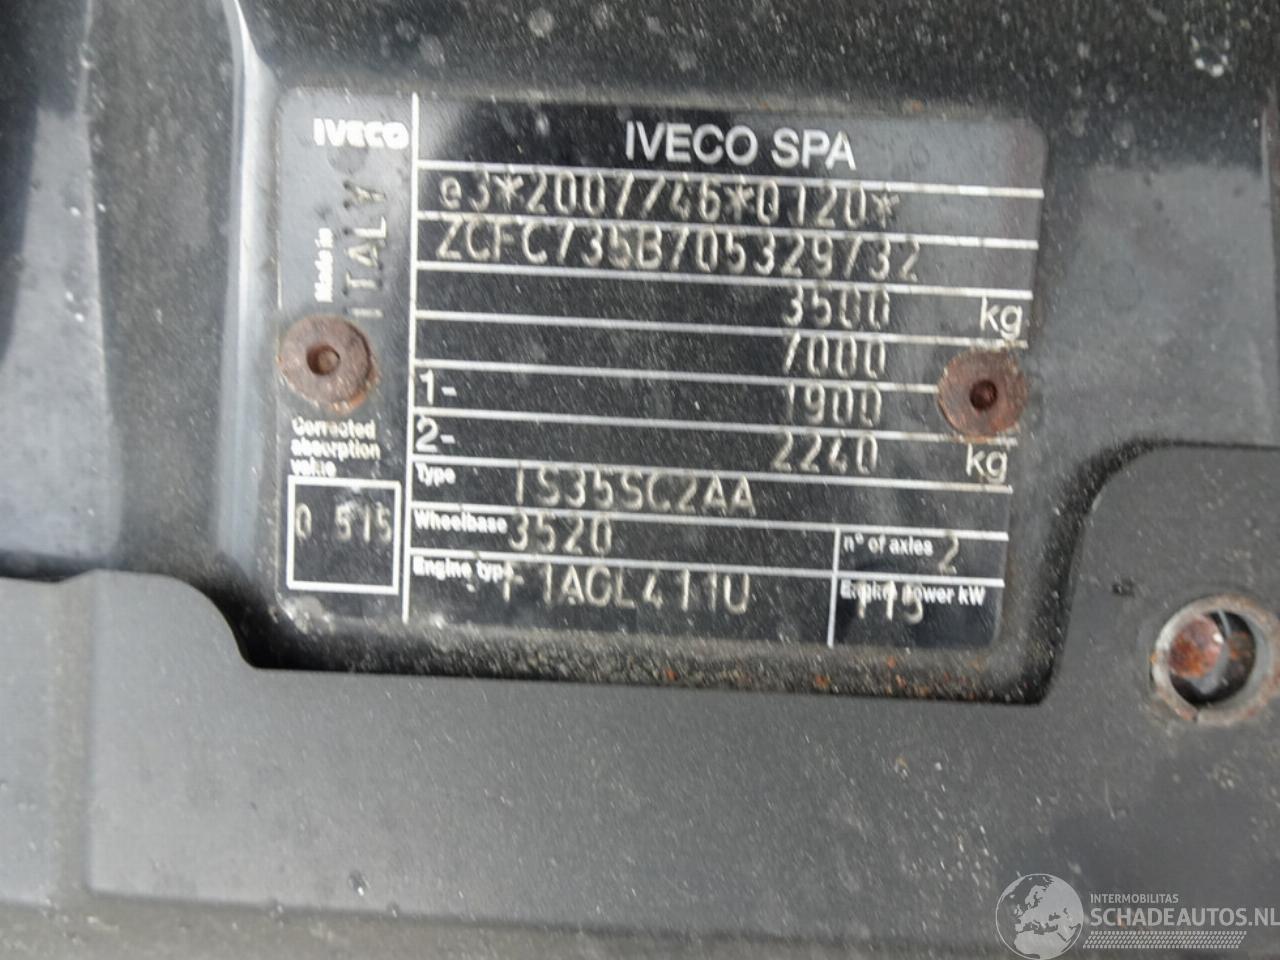 IVECO
IVECO SPA
e3*2007/46*0120*
ZCFC735B705329732
3500 kg
7000
1- 1900
2- 2240 kg
Type 1S35SC2AA
Wheelbase 3520
n° of axles 2
Engine type F1AGL411U
Engine power kW 115
Made in
ITALY
Corrected
absorption
value
0 515
INTERMOBILITAS
SCHADEAUTOS.NL